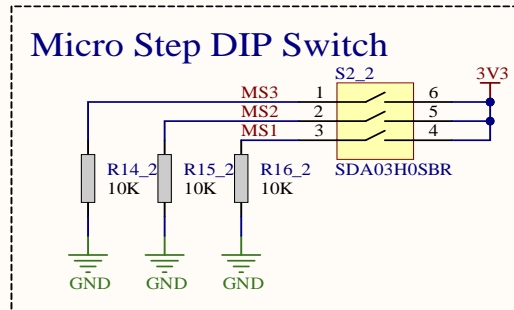 Micro Step DIP Switch
S2_2
3V3
MS3 1 6
MS2 2 5
MS1 3 4
SDA03H0SBR
R14_2 R15_2 R16_2
10K 10K 10K
GND GND GND